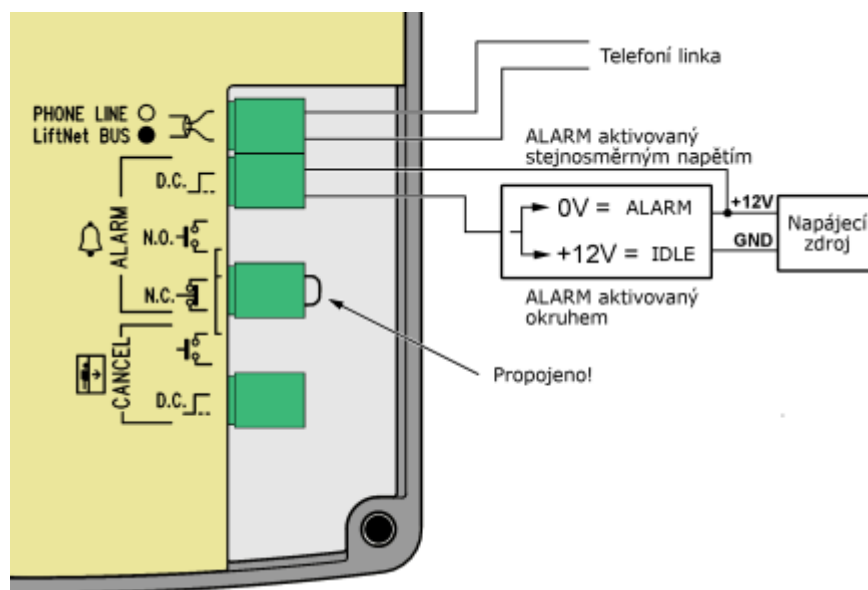 PHONE LINE
LiftNet BUS
ALARM
D.C.
N.O.
N.C.
CANCEL
D.C.
Telefoní linka
ALARM aktivovaný
stejnosměrným napětím
0V = ALARM
+12V = IDLE
+12V
GND
Napájecí
zdroj
ALARM aktivovaný
okruhem
Propojeno!